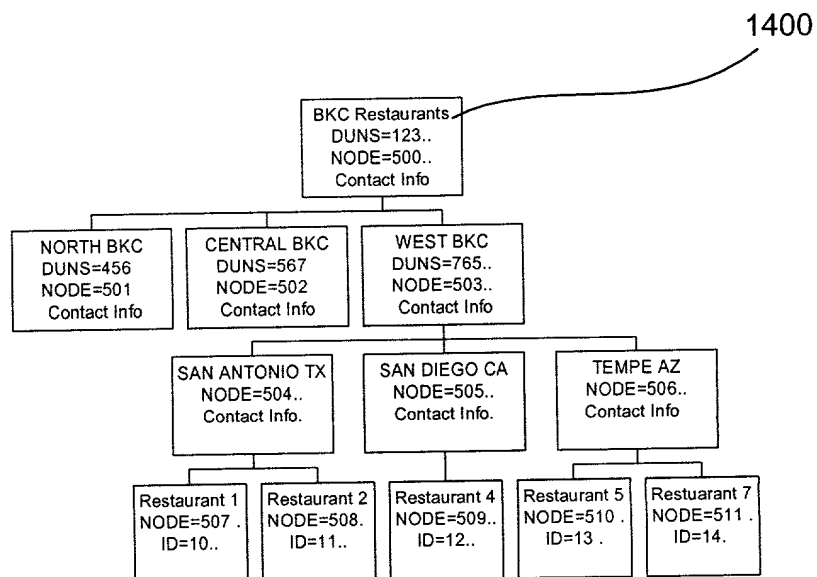 1400
BKC Restaurants
DUNS=123..
NODE=500..
Contact Info
NORTH BKC
DUNS=456
NODE=501
Contact Info
CENTRAL BKC
DUNS=567
NODE=502
Contact Info
WEST BKC
DUNS=765..
NODE=503..
Contact Info
SAN ANTONIO TX
NODE=504..
Contact Info.
SAN DIEGO CA
NODE=505..
Contact Info.
TEMPE AZ
NODE=506..
Contact Info
Restaurant 1
NODE=507 .
ID=10..
Restaurant 2
NODE=508.
ID=11..
Restaurant 4
NODE=509..
ID=12..
Restaurant 5
NODE=510 .
ID=13 .
Restuarant 7
NODE=511 .
ID=14.